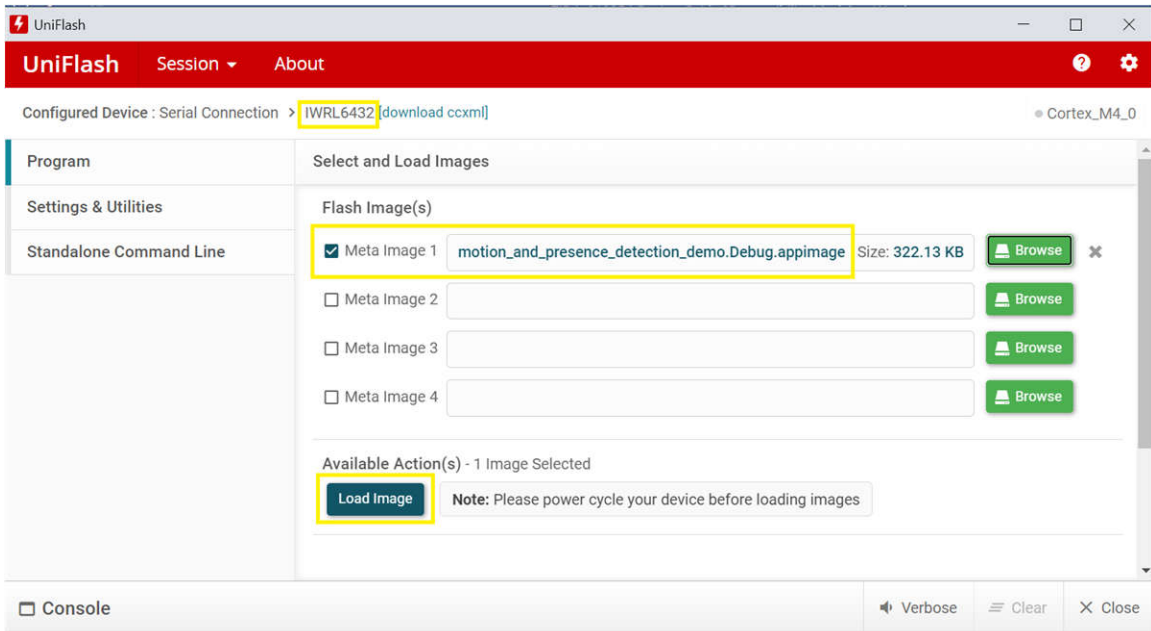 UniFlash
UniFlash Session About
Configured Device : Serial Connection > IWRL6432 [download ccxml] Cortex_M4_0
Program
Settings & Utilities
Standalone Command Line
Select and Load Images
Flash Image(s)
Meta Image 1 motion_and_presence_detection_demo.Debug.appimage Size: 322.13 KB Browse
Meta Image 2 Browse
Meta Image 3 Browse
Meta Image 4 Browse
Available Action(s) - 1 Image Selected
Load Image Note: Please power cycle your device before loading images
Console Verbose Clear Close